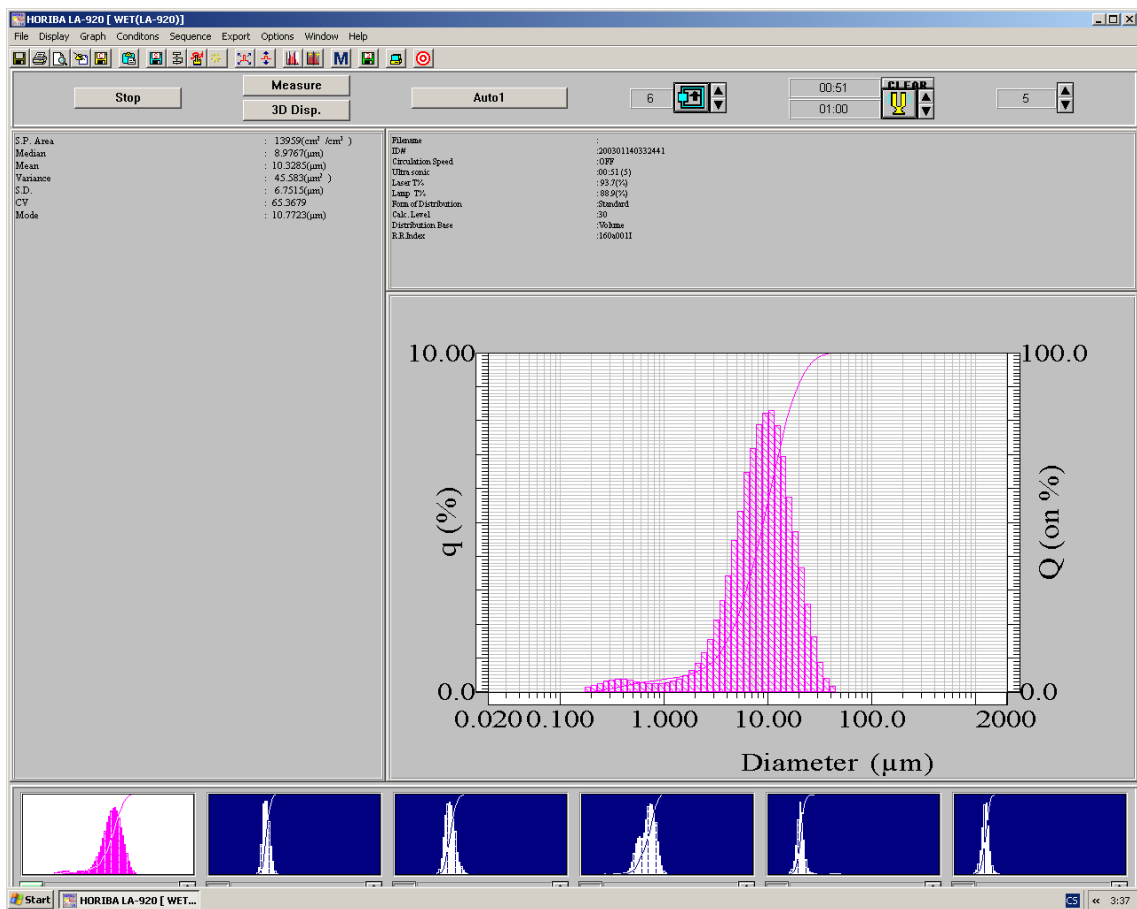 HORIBA LA-920 [ WET(LA-920)]
File Display Graph Conditons Sequence Export Options Window Help
M
Stop
Measure
3D Disp.
Auto1
6
00:51
01:00
CLEAR
5
S.P. Area : 13959(cm² /cm³ )
Median : 8.9767(µm)
Mean : 10.3285(µm)
Variance : 45.583(µm² )
S.D. : 6.7515(µm)
CV : 65.3679
Mode : 10.7723(µm)
Filename :
ID# :200301140332441
Circulation Speed :OFF
Ultra sonic :00:51 (5)
Laser T% :93.7(%)
Lamp T% :88.9(%)
Form of Distribution :Standard
Calc. Level :30
Distribution Base :Volume
R.R.Index :160a001I
10.00
100.0
q (%)
Q (on %)
0.0
0.0
0.020 0.100 1.000 10.00 100.0 2000
Diameter (µm)
Start
HORIBA LA-920 [ WET...
CS
«
3:37